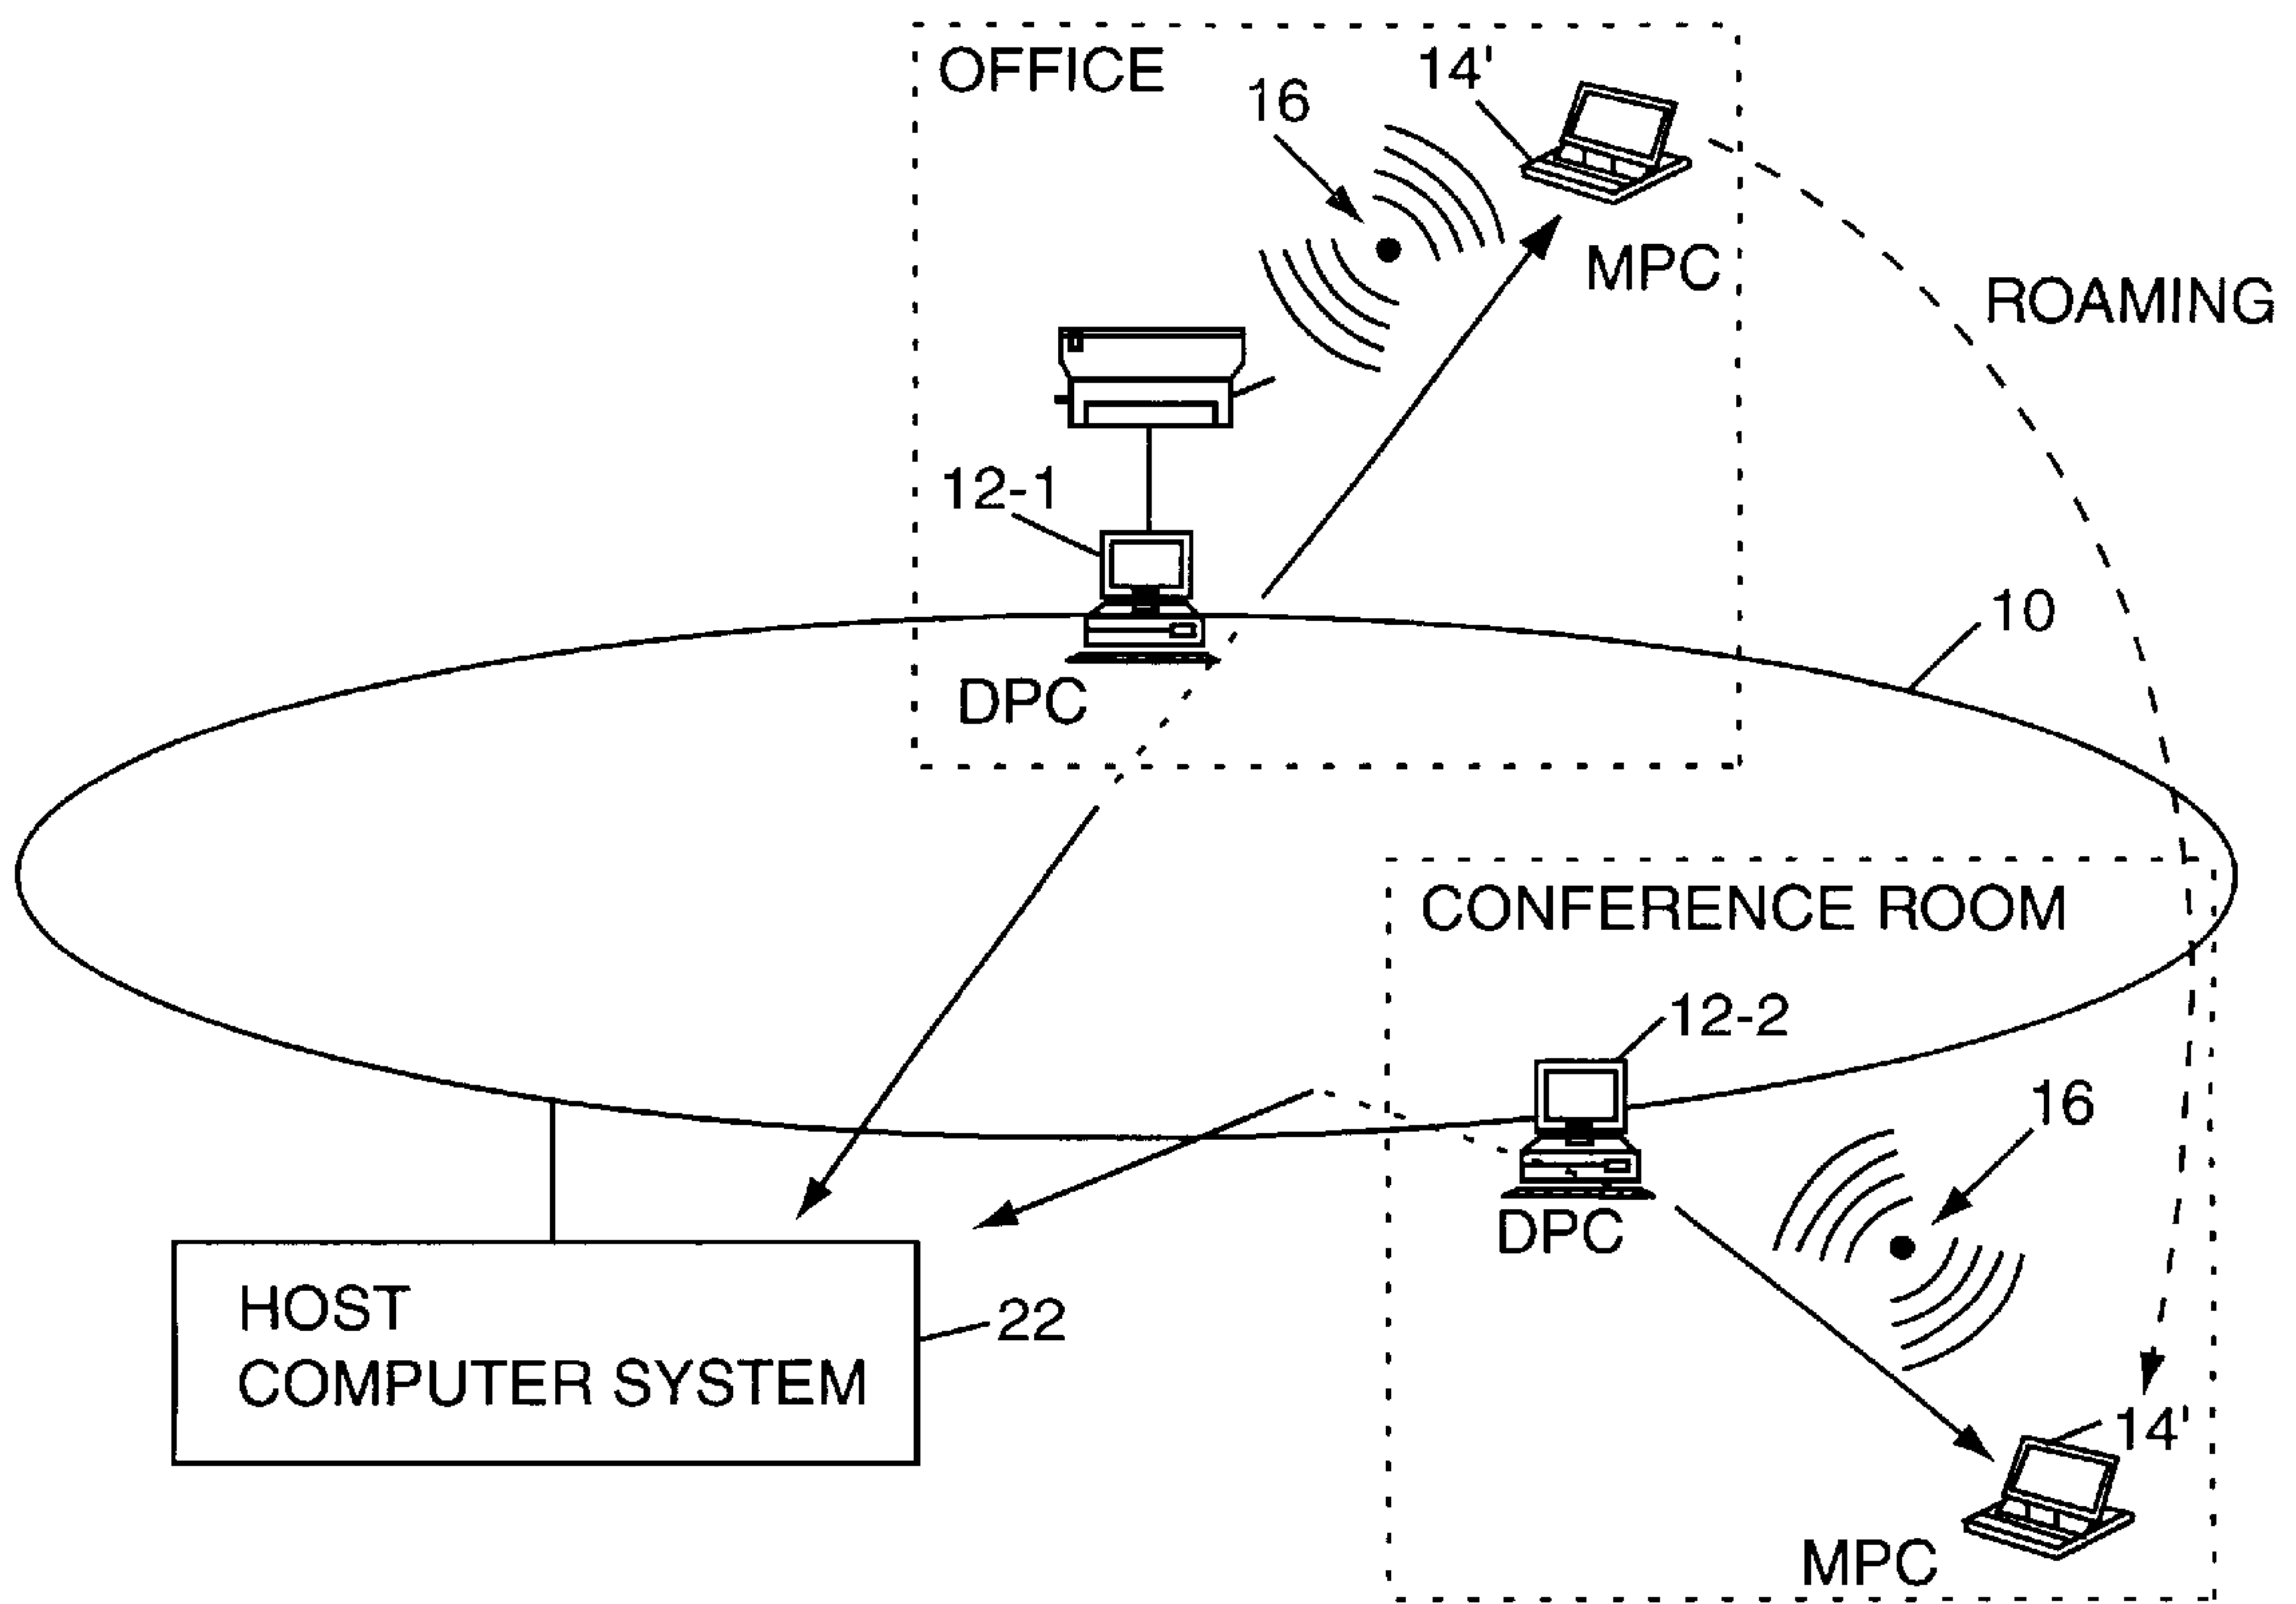 OFFICE
14'
16
MPC
ROAMING
12-1
10
DPC
CONFERENCE ROOM
12-2
16
DPC
HOST
COMPUTER SYSTEM
22
14'
MPC